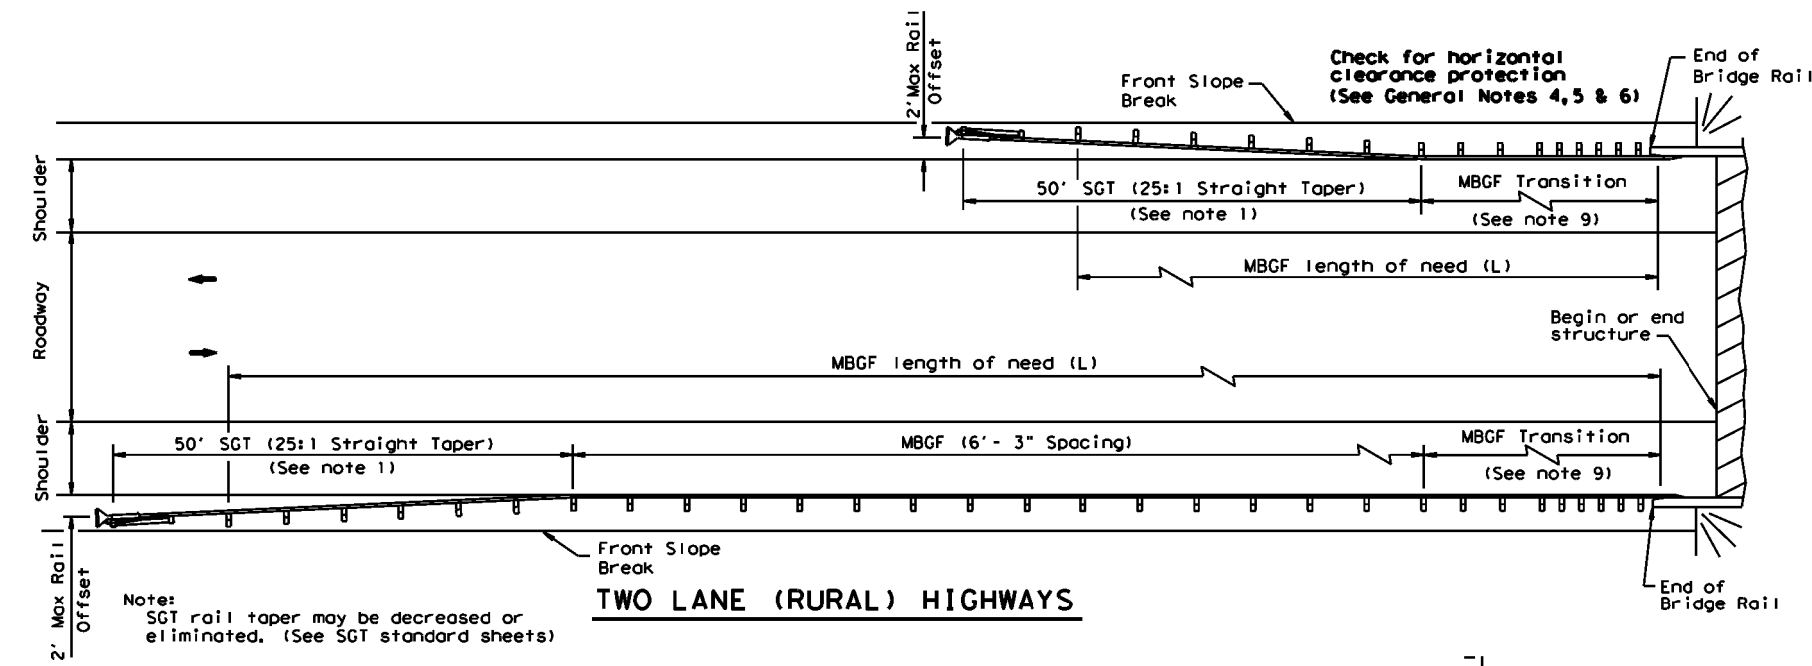 2' Max Rail
Offset
Front Slope
Break
Check for horizontal
clearance protection
(See General Notes 4,5 & 6)
End of
Bridge Rail
Shoulder
50' SGT (25:1 Straight Taper)
(See note 1)
MBGF Transition
(See note 9)
MBGF length of need (L)
Roadway
Begin or end
structure
MBGF length of need (L)
Shoulder
50' SGT (25:1 Straight Taper)
(See note 1)
MBGF (6'- 3" Spacing)
MBGF Transition
(See note 9)
2' Max Rail
Offset
Front Slope
Break
End of
Bridge Rail
Note:
SGT rail taper may be decreased or
eliminated. (See SGT standard sheets)
TWO LANE (RURAL) HIGHWAYS